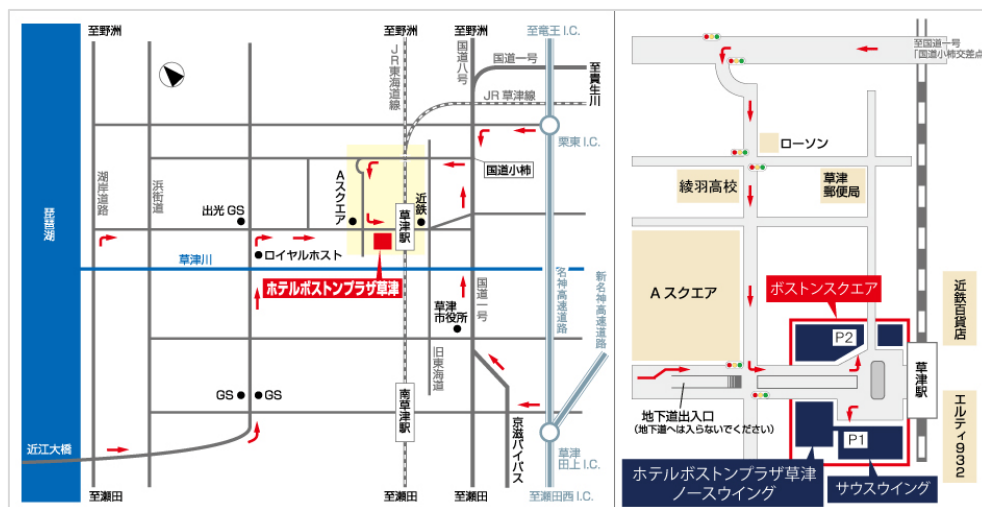 至野洲
至野洲
至野洲
至竜王 I.C.
国道八号
国道一号
至貴生川
JR東海道線
JR 草津線
栗東 I.C.
国道小柿
湖岸道路
浜街道
Aスクエア
近鉄
草津駅
出光 GS
琵琶湖
ロイヤルホスト
草津川
ホテルボストンプラザ草津
名神高速道路
新名神高速道路
国道一号
草津
市役所
旧東海道
GS
GS
南草津駅
京滋バイパス
草津
田上 I.C.
近江大橋
至瀬田
至瀬田
至瀬田
至瀬田西 I.C.
至国道一号
「国道小柿交差点
ローソン
綾羽高校
草津
郵便局
Aスクエア
ボストンスクエア
近鉄百貨店
P2
草津駅
地下道出入口
(地下道へは入らないでください)
P1
エルティ932
ホテルボストンプラザ草津
ノースウイング
サウスウイング